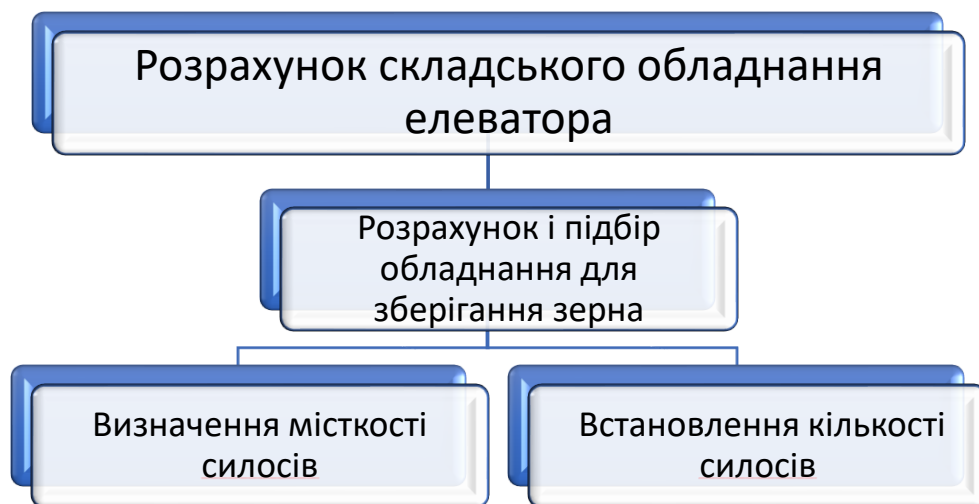 Розрахунок складського обладнання
елеватора
Розрахунок і підбір
обладнання для
зберігання зерна
Визначення місткості
силосів
Встановлення кількості
силосів